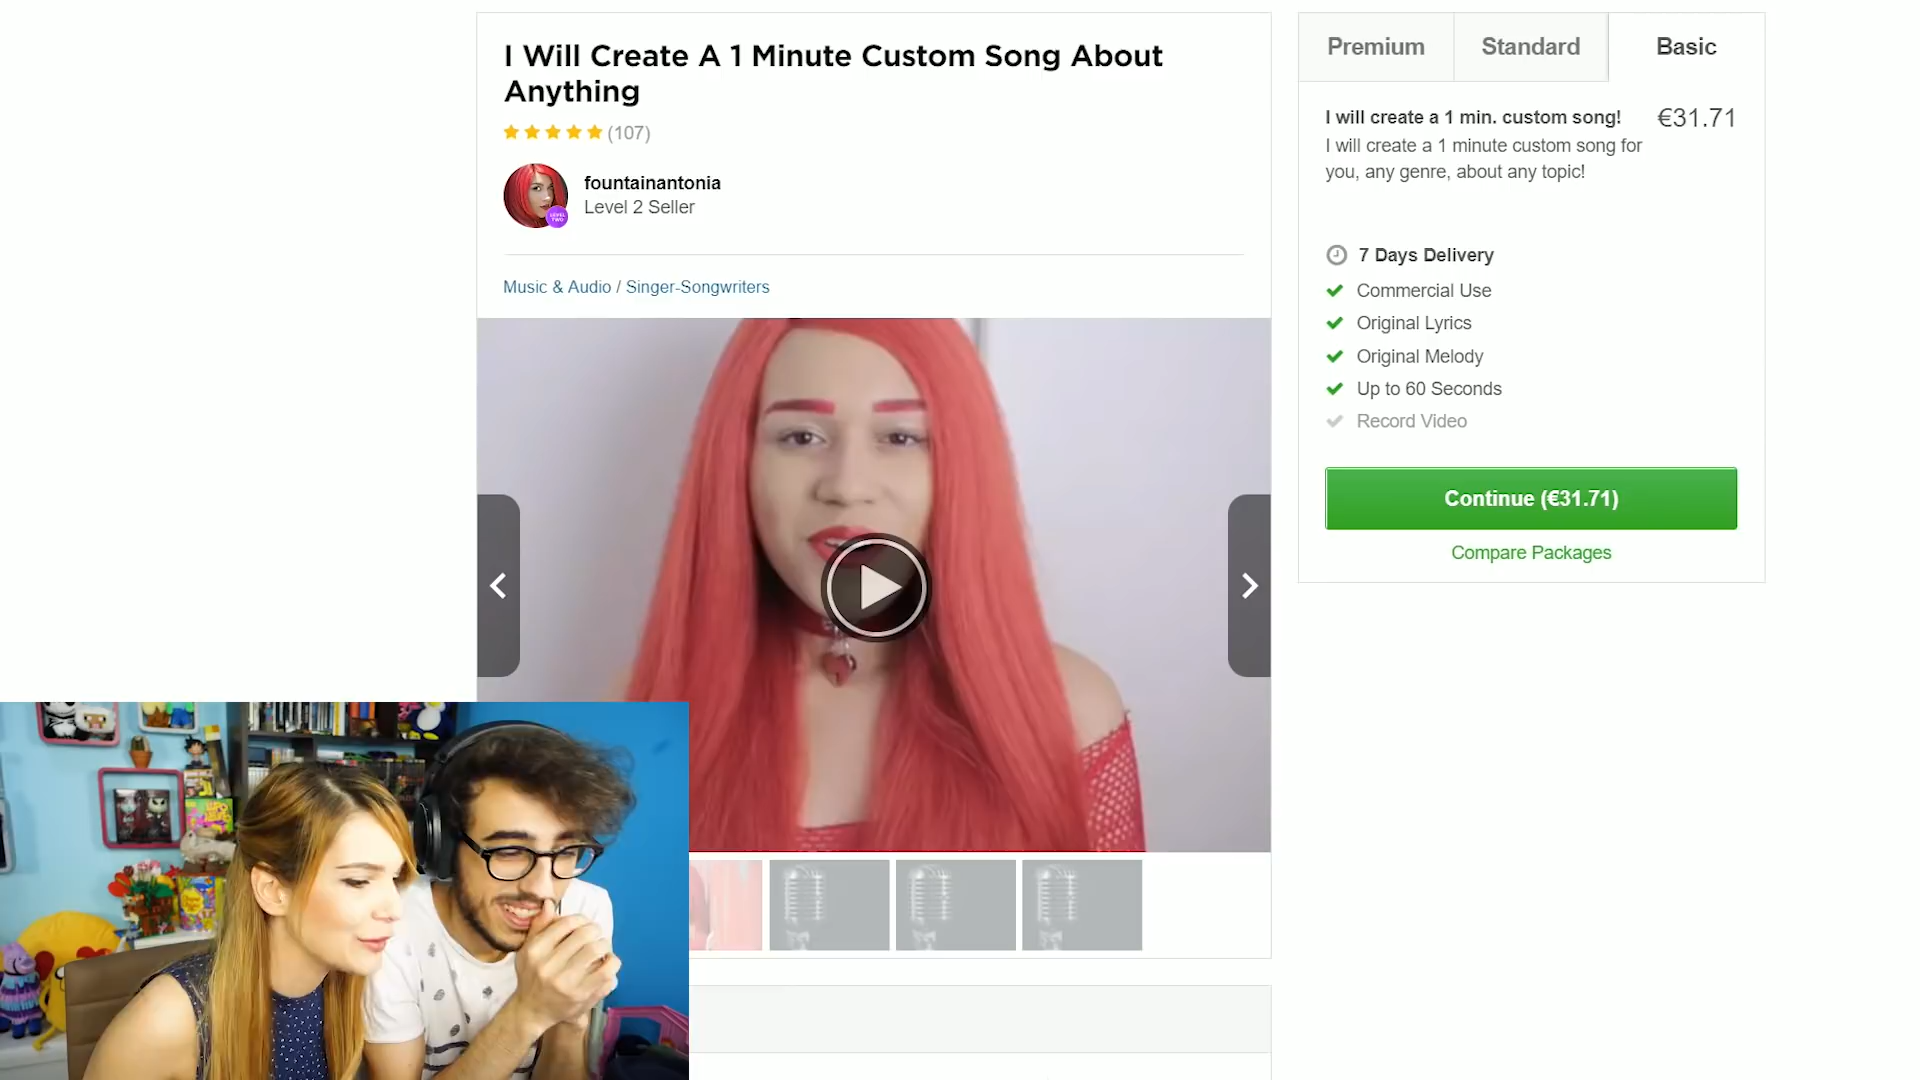 I Will Create A 1 Minute Custom Song About
Anything
(107)
fountainantonia
Level 2 Seller
LEVEL
TWO
Music & Audio / Singer-Songwriters
Premium
Standard
Basic
I will create a 1 min. custom song!
€31.71
I will create a 1 minute custom song for
you, any genre, about any topic!
7 Days Delivery
Commercial Use
Original Lyrics
Original Melody
Up to 60 Seconds
Record Video
Continue (€31.71)
Compare Packages